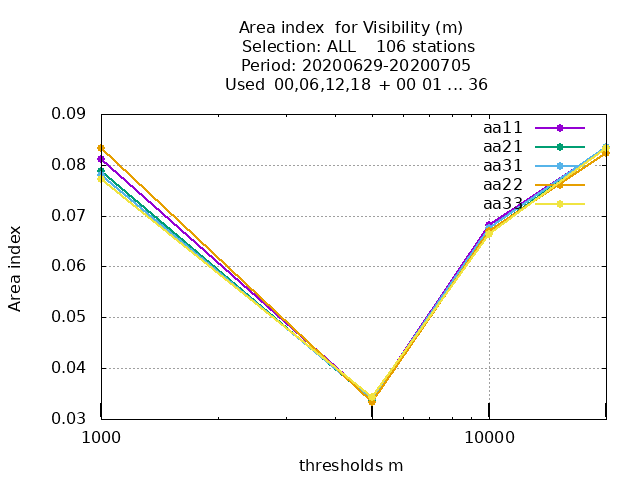 Area index  for Visibility (m)
Selection: ALL    106 stations
Period: 20200629-20200705
Used  00,06,12,18 + 00 01 ... 36
0.09
0.08
0.07
0.06
0.05
0.04
0.03
Area index
aa11
aa21
aa31
aa22
aa33
1000
10000
thresholds m